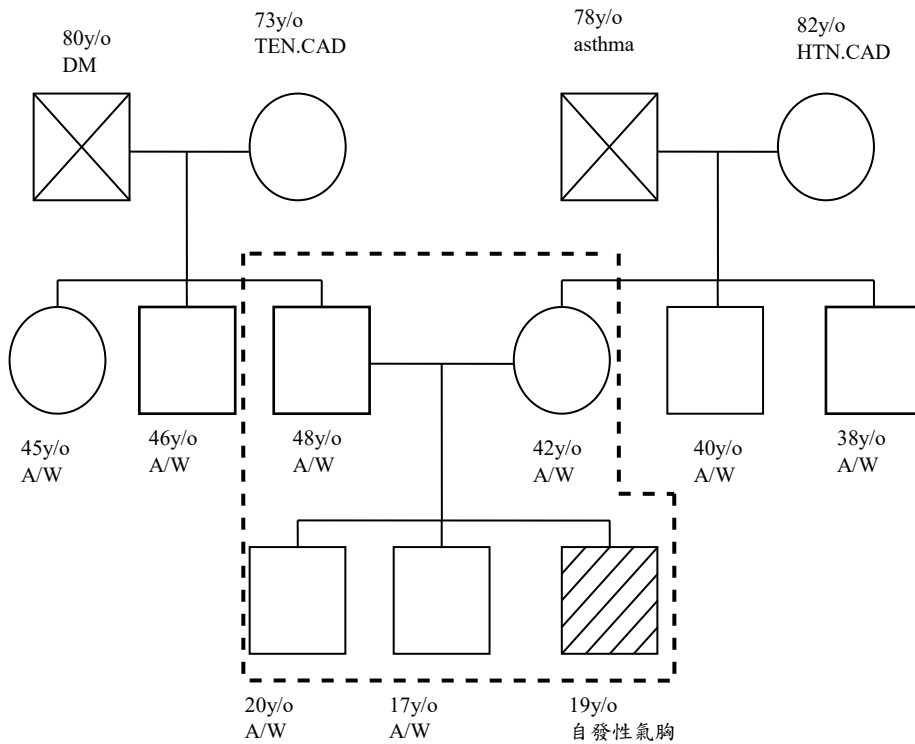 80y/o
DM
73y/o
TEN.CAD
78y/o
asthma
82y/o
HTN.CAD
45y/o
A/W
46y/o
A/W
48y/o
A/W
42y/o
A/W
40y/o
A/W
38y/o
A/W
20y/o
A/W
17y/o
A/W
19y/o
自發性氣胸